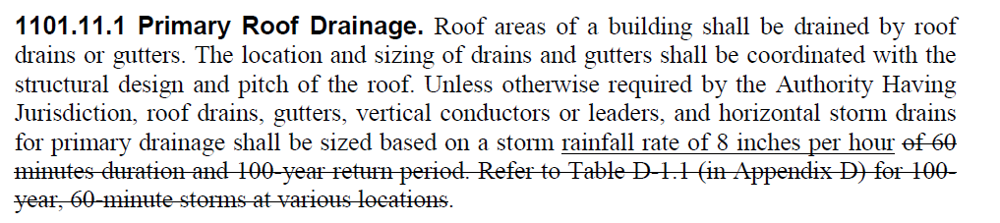 1101.11.1 Primary Roof Drainage. Roof areas of a building shall be drained by roof
drains or gutters. The location and sizing of drains and gutters shall be coordinated with the
structural design and pitch of the roof. Unless otherwise required by the Authority Having
Jurisdiction, roof drains, gutters, vertical conductors or leaders, and horizontal storm drains
for primary drainage shall be sized based on a storm rainfall rate of 8 inches per hour of 60
minutes duration and 100-year return period. Refer to Table D-1.1 (in Appendix D) for 100-
year, 60-minute storms at various locations.